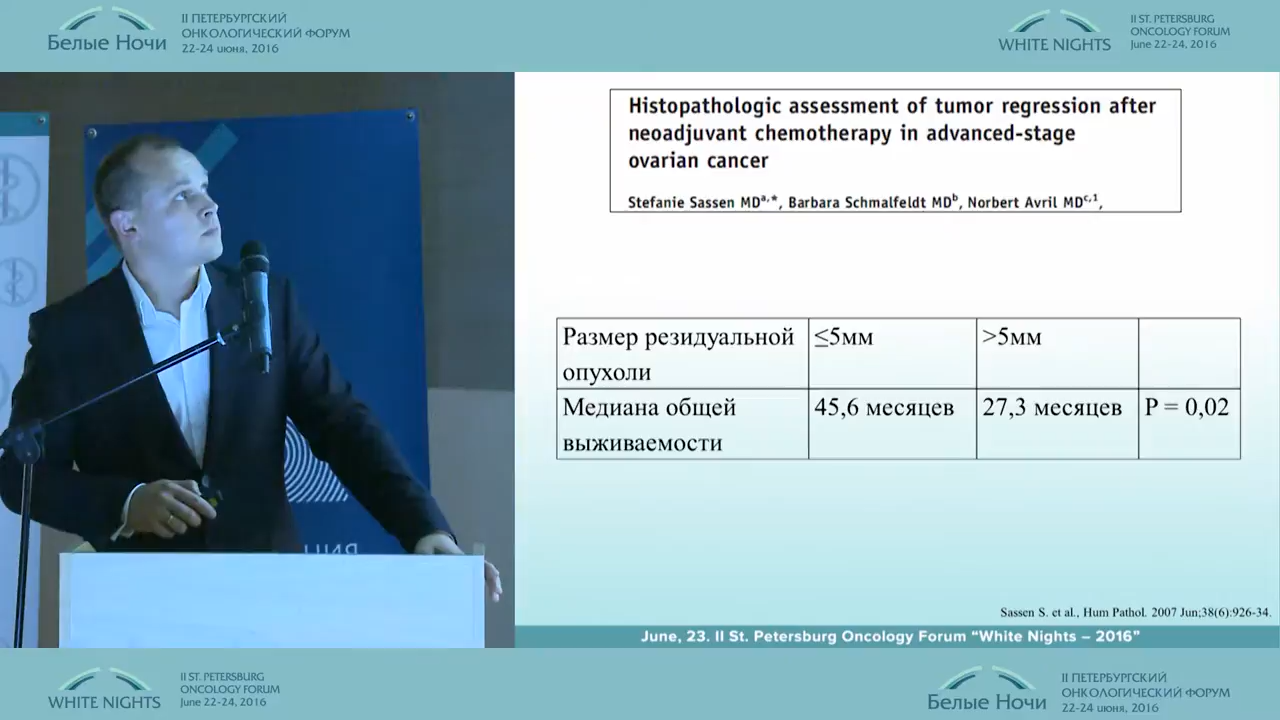 Белые Ночи
II ПЕТЕРБУРГСКИЙ
ОНКОЛОГИЧЕСКИЙ ФОРУМ
22-24 июня, 2016
WHITE NIGHTS
II ST. PETERSBURG
ONCOLOGY FORUM
June 22-24, 2016
Histopathologic assessment of tumor regression after
neoadjuvant chemotherapy in advanced-stage
ovarian cancer
Stefanie Sassen MDa,*, Barbara Schmalfeldt MDb, Norbert Avril MDc,1,
Размер резидуальной
опухоли
≤5мм
>5мм
Медиана общей
выживаемости
45,6 месяцев
27,3 месяцев
P = 0,02
Sassen S. et al., Hum Pathol. 2007 Jun;38(6):926-34.
June, 23. II St. Petersburg Oncology Forum “White Nights – 2016”
WHITE NIGHTS
II ST. PETERSBURG
ONCOLOGY FORUM
June 22-24, 2016
Белые Ночи
II ПЕТЕРБУРГСКИЙ
ОНКОЛОГИЧЕСКИЙ ФОРУМ
22-24 июня, 2016